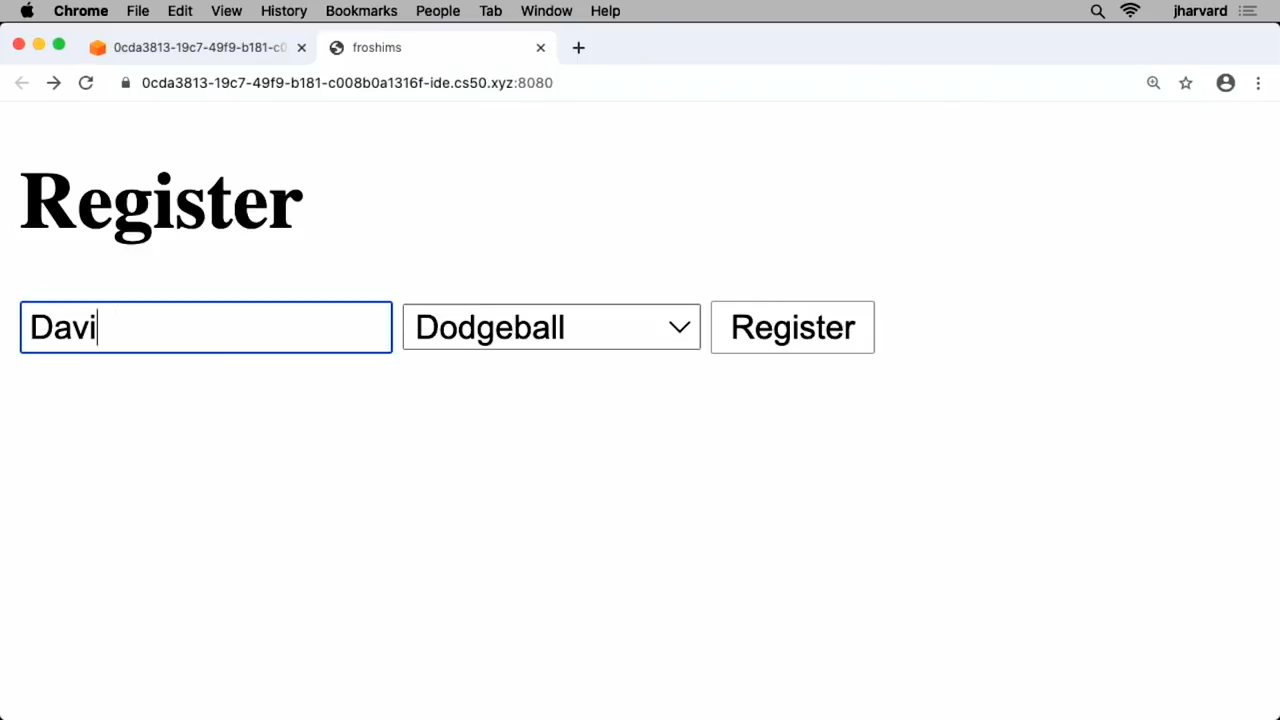 Chrome File Edit View History Bookmarks People Tab Window Help jharvard
0cda3813-19c7-49f9-b181-c0 froshims
0cda3813-19c7-49f9-b181-c008b0a1316f-ide.cs50.xyz:8080
Register
Davi Dodgeball Register